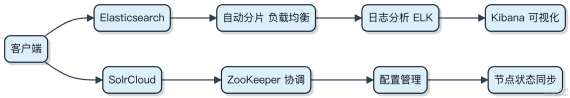 客户端
Elasticsearch
自动分片 负载均衡
日志分析 ELK
Kibana 可视化
SolrCloud
ZooKeeper 协调
配置管理
节点状态同步